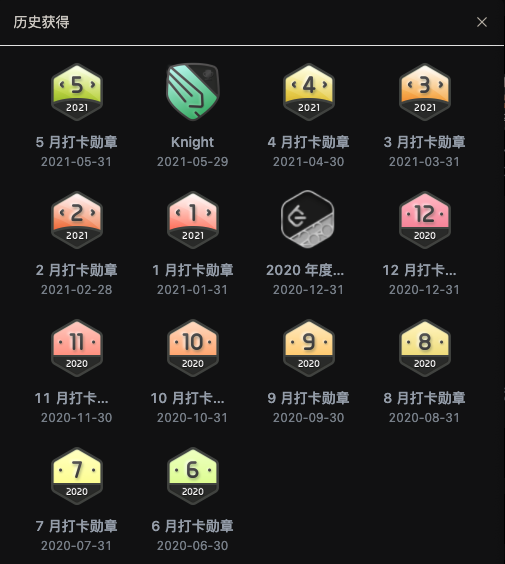 历史获得
5
2021
4
2021
3
2021
5 月打卡勋章
Knight
4 月打卡勋章
3 月打卡勋章
2021-05-31
2021-05-29
2021-04-30
2021-03-31
2
2021
1
2021
12
2020
2 月打卡勋章
1 月打卡勋章
2020 年度...
12 月打卡...
2021-02-28
2021-01-31
2020-12-31
2020-12-31
11
2020
10
2020
9
2020
8
2020
11 月打卡...
10 月打卡...
9 月打卡勋章
8 月打卡勋章
2020-11-30
2020-10-31
2020-09-30
2020-08-31
7
2020
6
2020
7 月打卡勋章
6 月打卡勋章
2020-07-31
2020-06-30